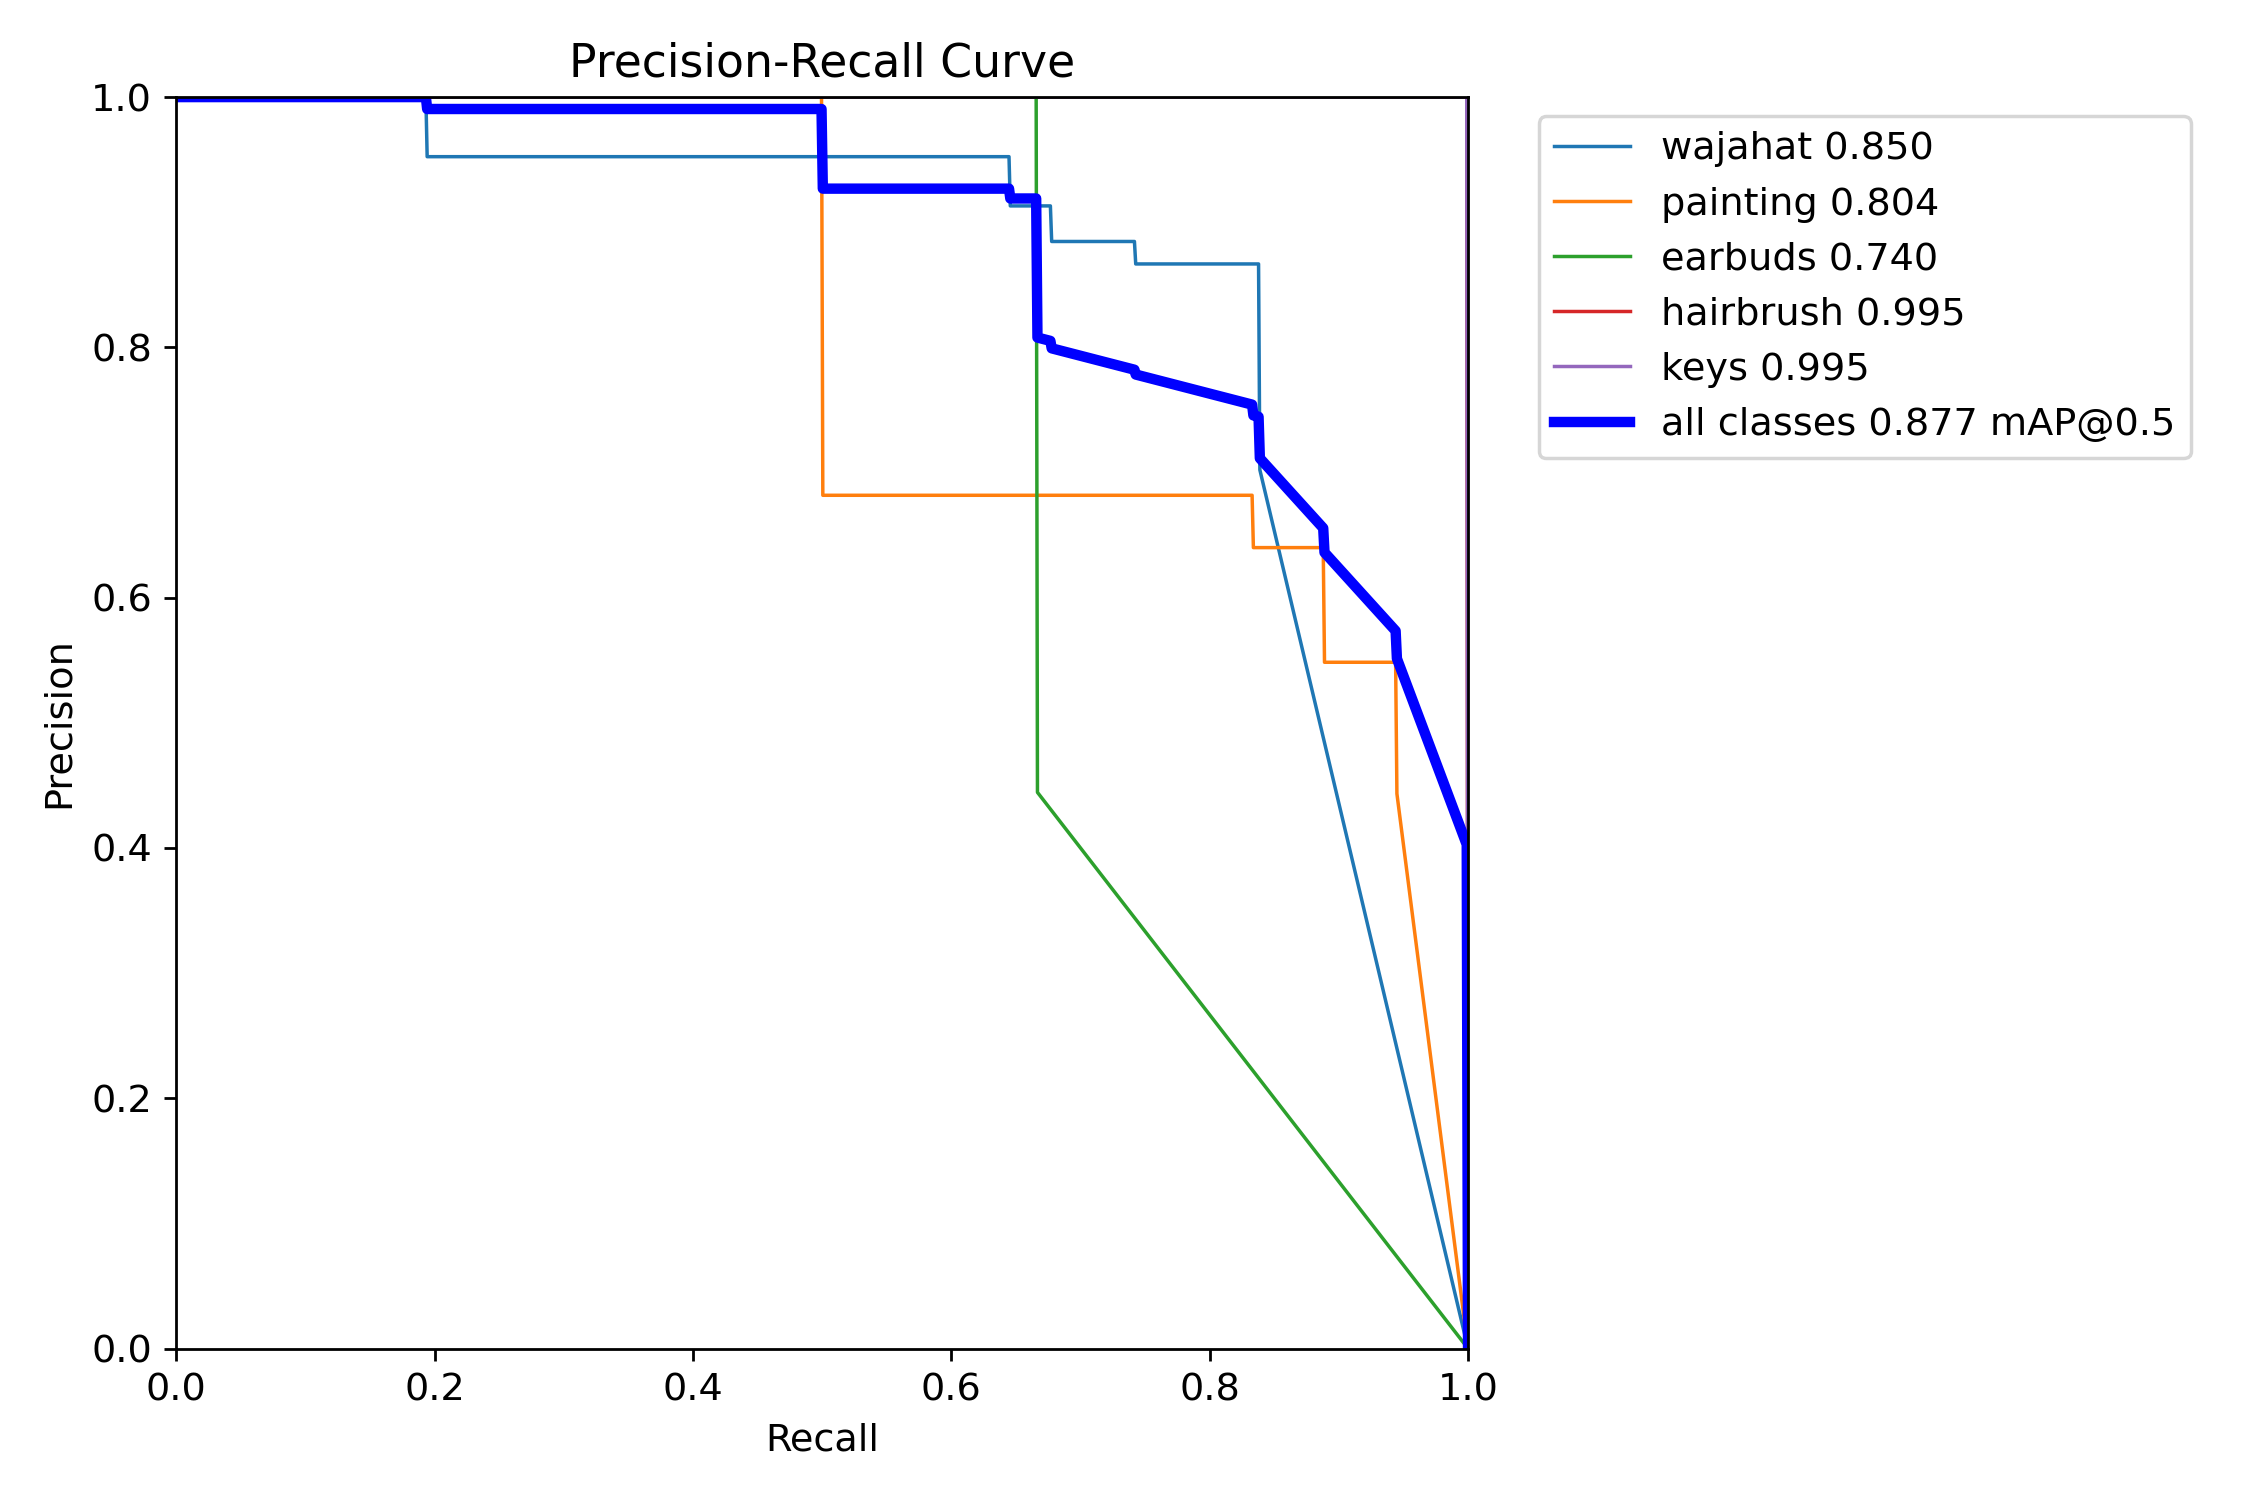 Precision-Recall Curve
1.0
0.8
0.6
0.4
0.2
0.0
Precision
0.0 0.2 0.4 0.6 0.8 1.0
Recall
wajahat 0.850
painting 0.804
earbuds 0.740
hairbrush 0.995
keys 0.995
all classes 0.877 mAP@0.5